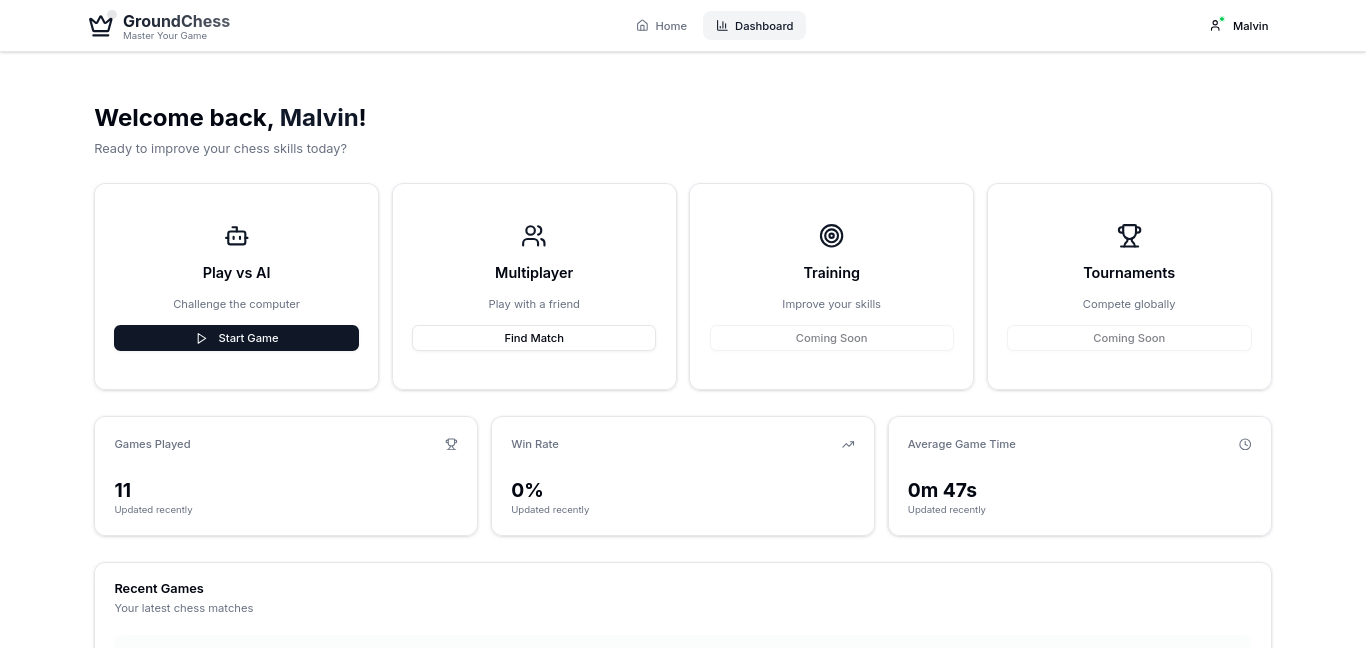 GroundChess
Master Your Game
Home
Dashboard
Malvin
Welcome back, Malvin!
Ready to improve your chess skills today?
Play vs AI
Challenge the computer
Start Game
Multiplayer
Play with a friend
Find Match
Training
Improve your skills
Coming Soon
Tournaments
Compete globally
Coming Soon
Games Played
11
Updated recently
Win Rate
0%
Updated recently
Average Game Time
0m 47s
Updated recently
Recent Games
Your latest chess matches